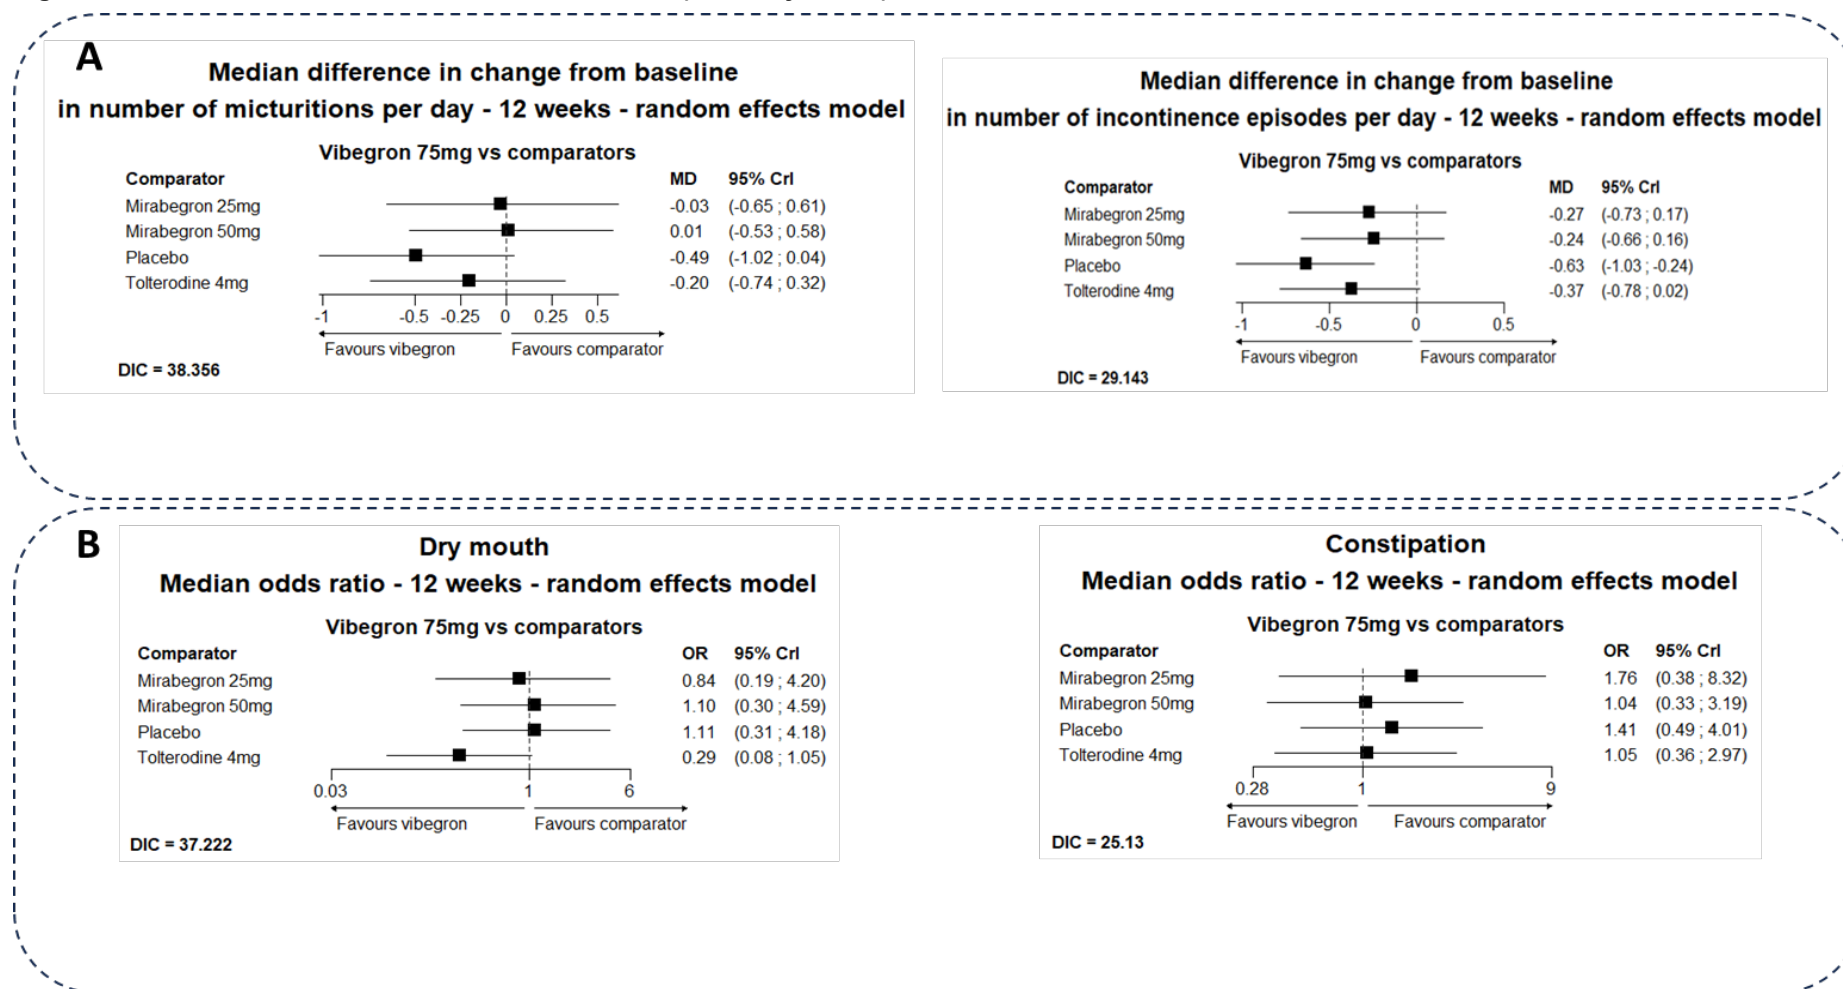 A
Median difference in change from baseline
in number of micturitions per day - 12 weeks - random effects model
Vibegron 75mg vs comparators
Comparator MD 95% Crl
Mirabegron 25mg -0.03 (-0.65 ; 0.61)
Mirabegron 50mg 0.01 (-0.53 ; 0.58)
Placebo -0.49 (-1.02 ; 0.04)
Tolterodine 4mg -0.20 (-0.74 ; 0.32)
-1 -0.5 -0.25 0 0.25 0.5
Favours vibegron Favours comparator
DIC = 38.356
Median difference in change from baseline
in number of incontinence episodes per day - 12 weeks - random effects model
Vibegron 75mg vs comparators
Comparator MD 95% Crl
Mirabegron 25mg -0.27 (-0.73 ; 0.17)
Mirabegron 50mg -0.24 (-0.66 ; 0.16)
Placebo -0.63 (-1.03 ; -0.24)
Tolterodine 4mg -0.37 (-0.78 ; 0.02)
-1 -0.5 0 0.5
Favours vibegron Favours comparator
DIC = 29.143
B
Dry mouth
Median odds ratio - 12 weeks - random effects model
Vibegron 75mg vs comparators
Comparator OR 95% Crl
Mirabegron 25mg 0.84 (0.19 ; 4.20)
Mirabegron 50mg 1.10 (0.30 ; 4.59)
Placebo 1.11 (0.31 ; 4.18)
Tolterodine 4mg 0.29 (0.08 ; 1.05)
0.03 1 6
Favours vibegron Favours comparator
DIC = 37.222
Constipation
Median odds ratio - 12 weeks - random effects model
Vibegron 75mg vs comparators
Comparator OR 95% Crl
Mirabegron 25mg 1.76 (0.38 ; 8.32)
Mirabegron 50mg 1.04 (0.33 ; 3.19)
Placebo 1.41 (0.49 ; 4.01)
Tolterodine 4mg 1.05 (0.36 ; 2.97)
0.28 1 9
Favours vibegron Favours comparator
DIC = 25.13